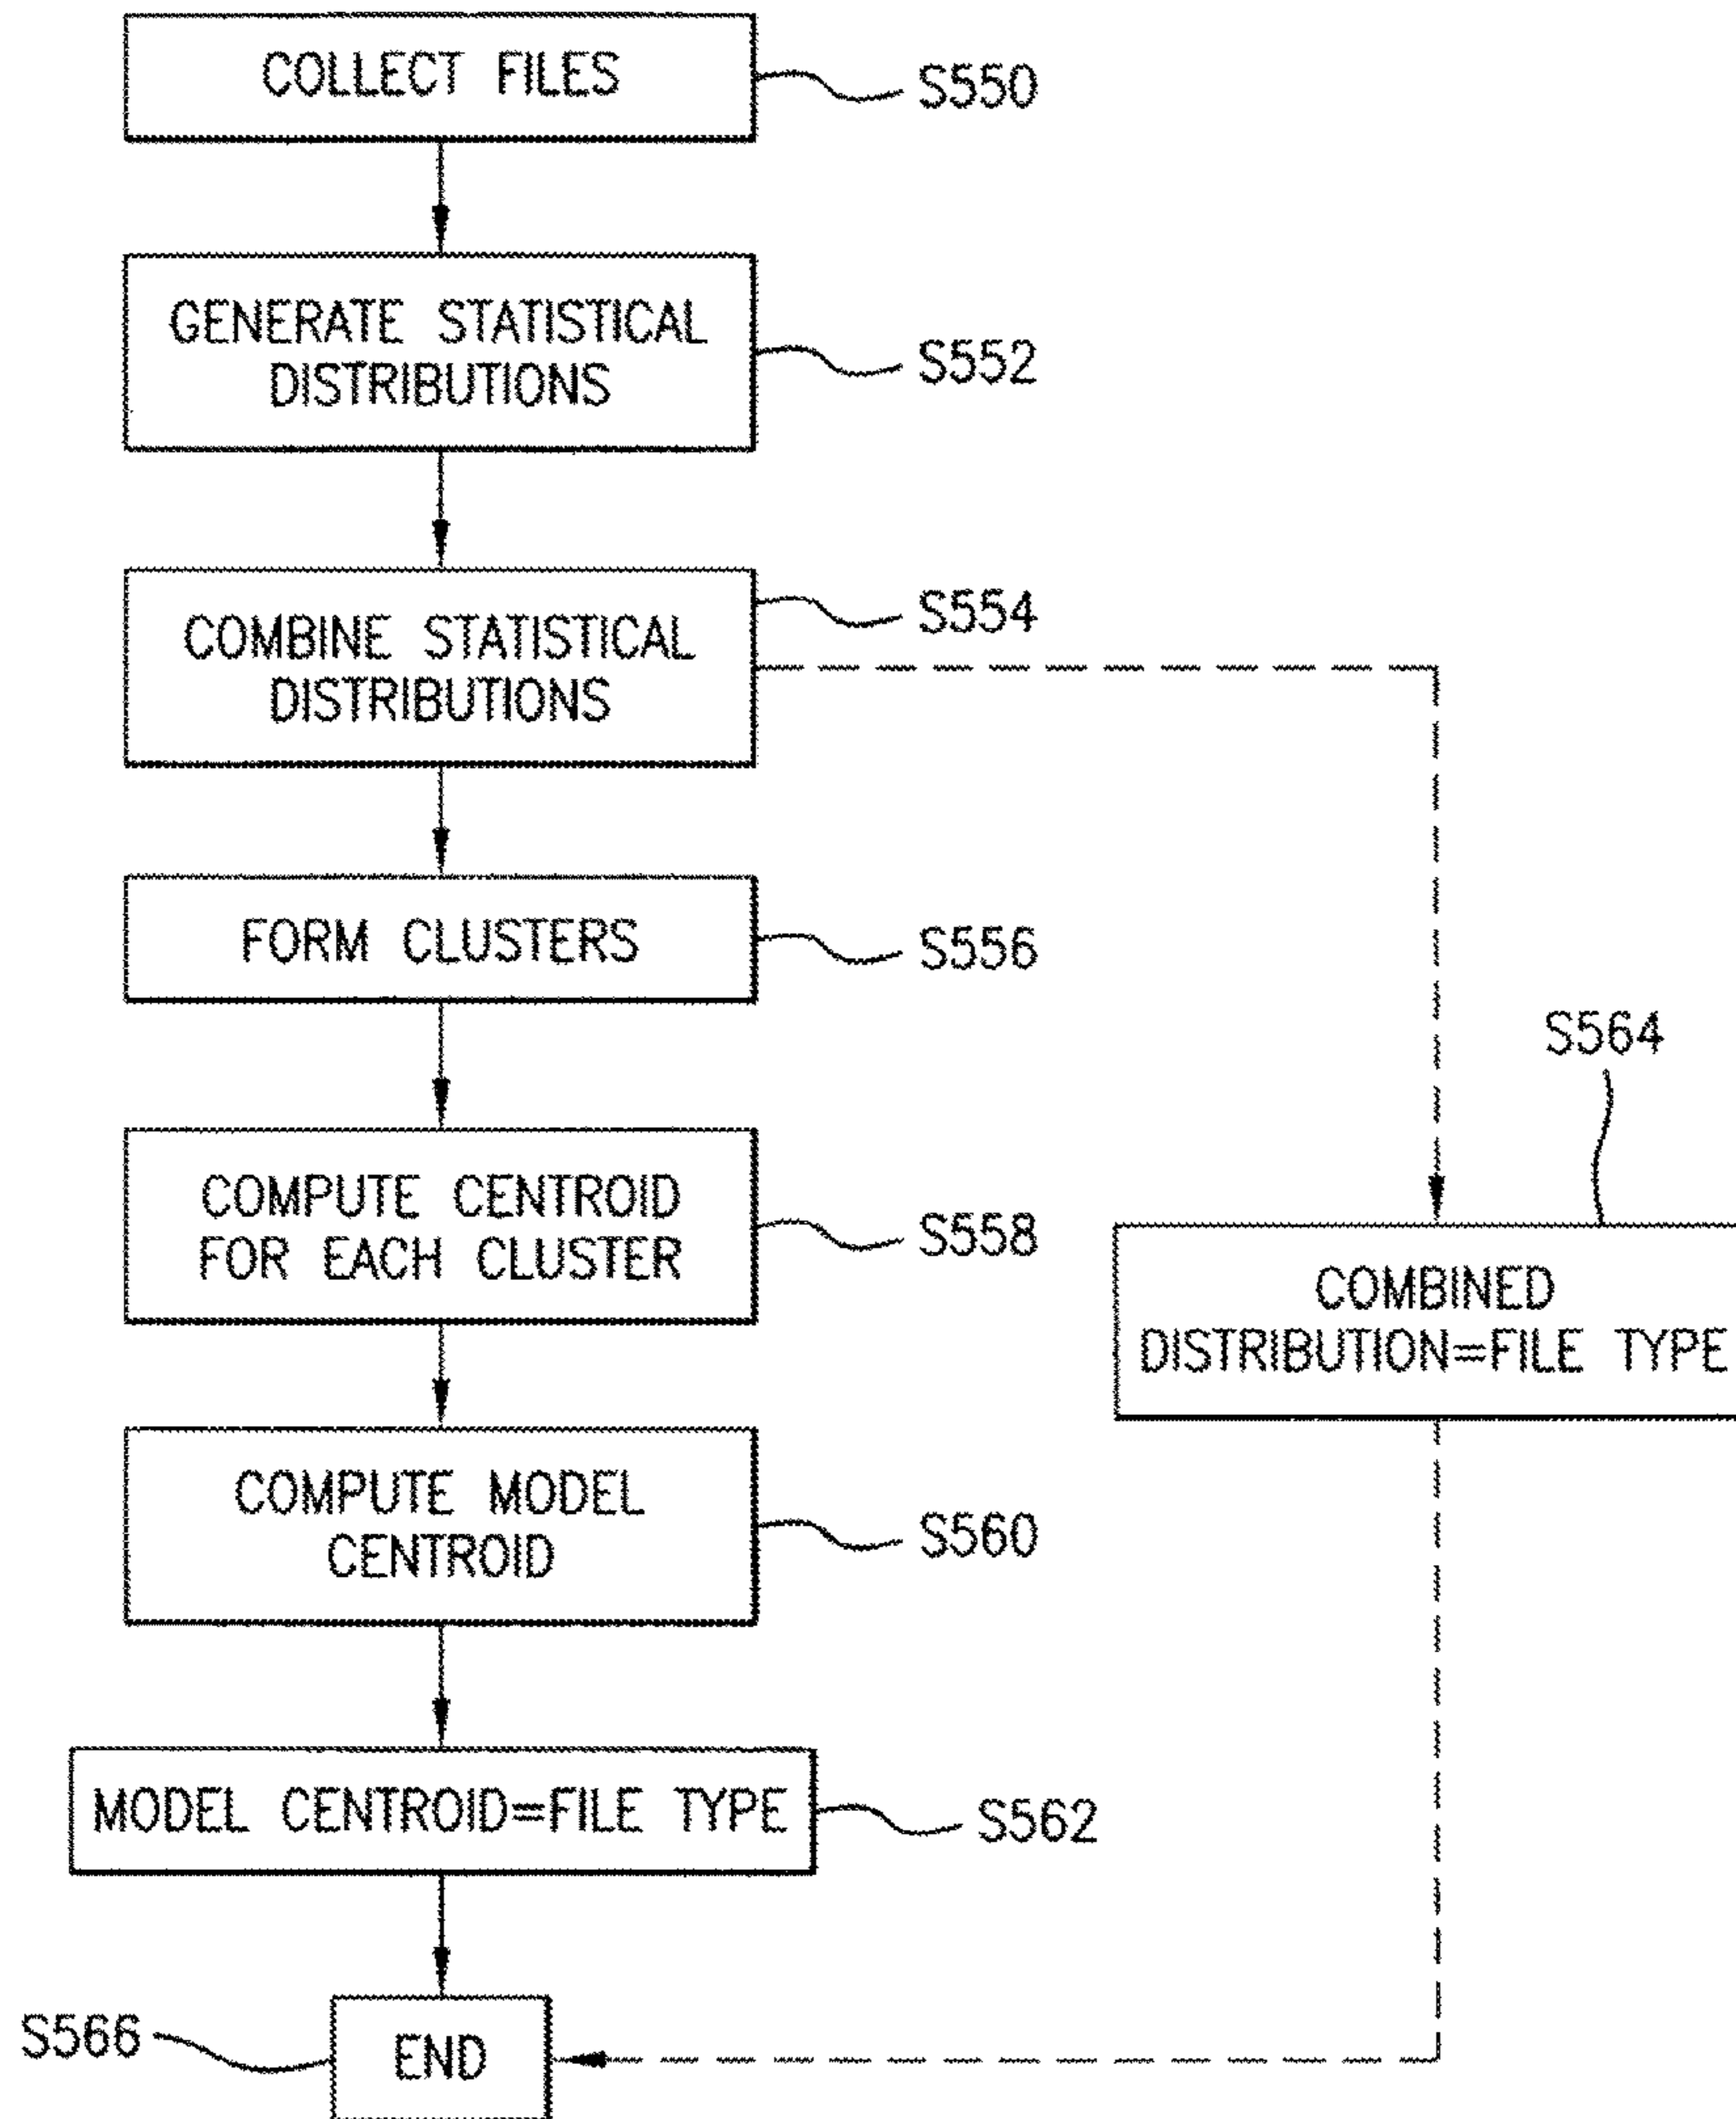 COLLECT FILES
S550
GENERATE STATISTICAL
DISTRIBUTIONS
S552
COMBINE STATISTICAL
DISTRIBUTIONS
S554
FORM CLUSTERS
S556
COMPUTE CENTROID
FOR EACH CLUSTER
S558
S564
COMBINED
DISTRIBUTION=FILE TYPE
COMPUTE MODEL
CENTROID
S560
MODEL CENTROID=FILE TYPE
S562
S566
END